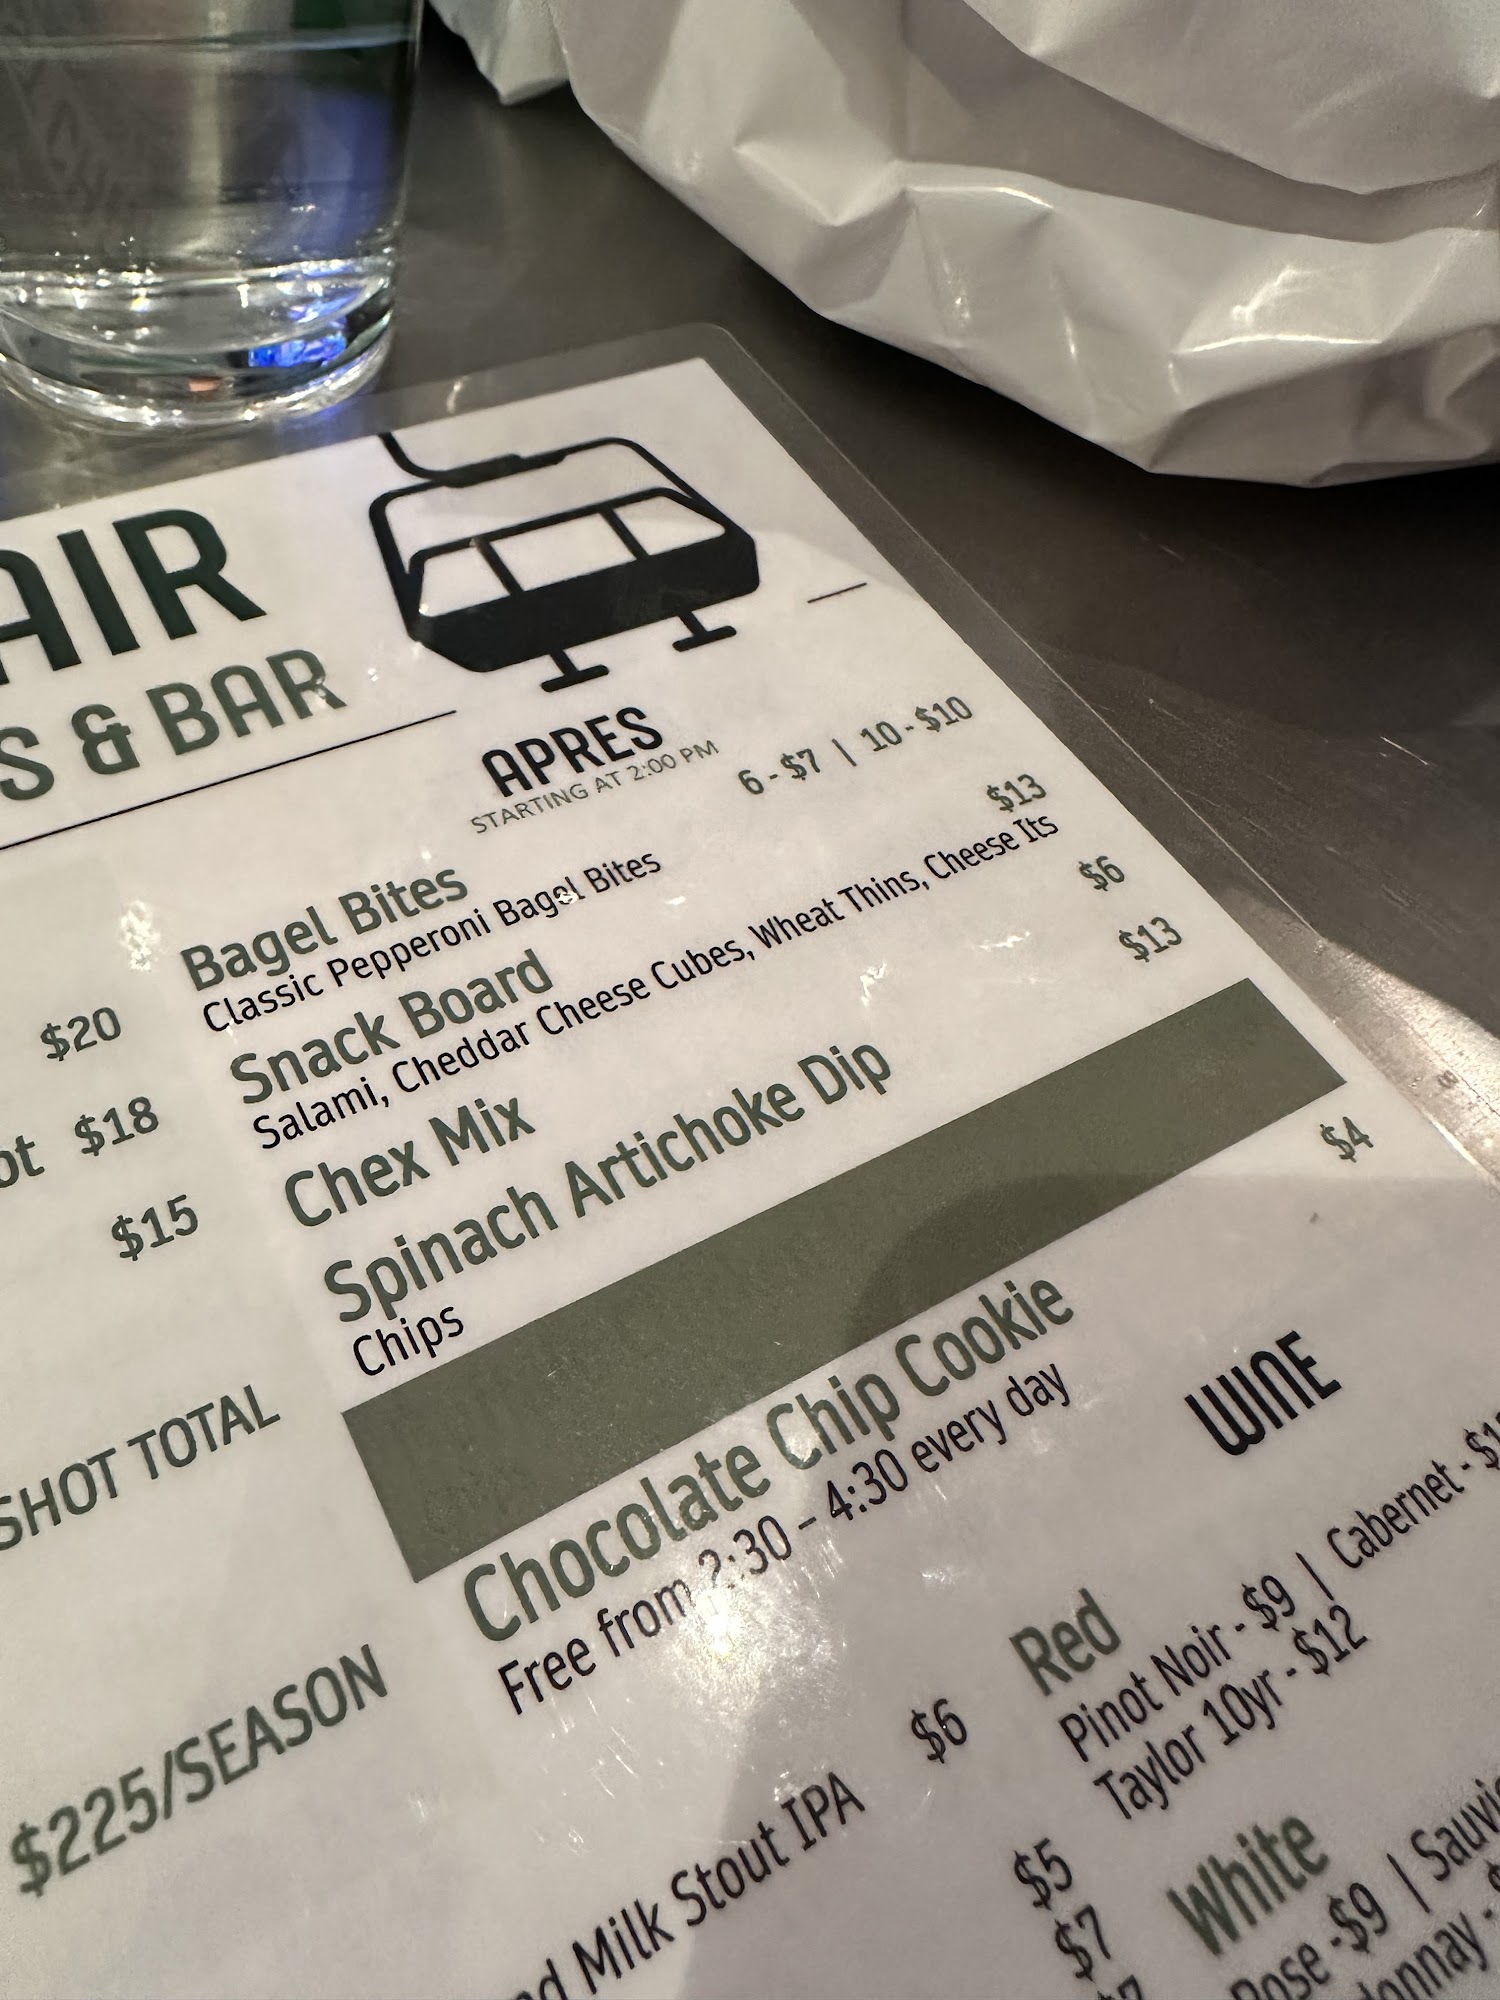 AIR
S & BAR
APRES
STARTING AT 2:00 PM
Bagel Bites 6 - $7 | 10 - $10
Classic Pepperoni Bagel Bites
Snack Board $13
Salami, Cheddar Cheese Cubes, Wheat Thins, Cheese Its
Chex Mix $6
Spinach Artichoke Dip $13
Chips
Chocolate Chip Cookie $4
Free from 2:30 – 4:30 every day
$20
ot $18
$15
SHOT TOTAL
$225/SEASON
$6
Milk Stout IPA
$5
$7
WINE
Red
Pinot Noir - $9 | Cabernet -
Taylor 10yr - $12
White
Rose - $9 |